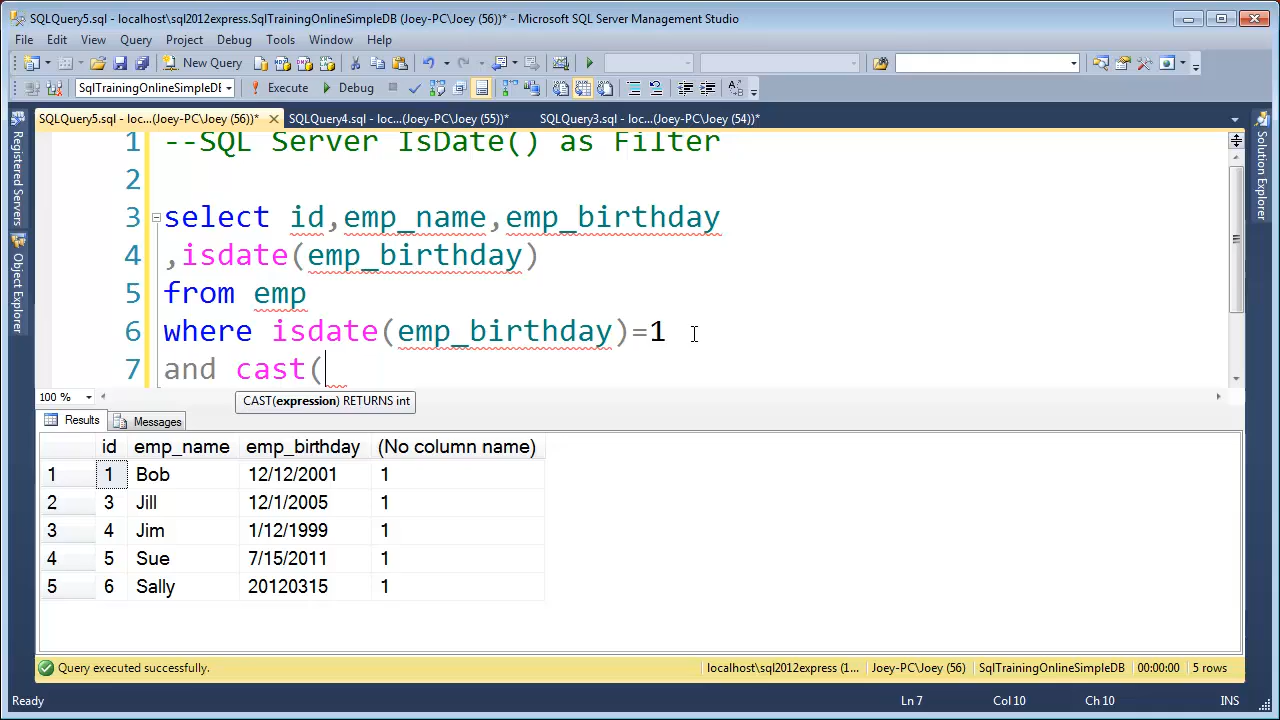 SQLQuery5.sql - localhost\sql2012express.SqlTrainingOnlineSimpleDB (Joey-PC\Joey (56))* - Microsoft SQL Server Management Studio
File Edit View Query Project Debug Tools Window Help
New Query
SqlTrainingOnlineSimpleDE Execute Debug
SQLQuery5.sql - loc...(Joey-PC\Joey (56))* SQLQuery4.sql - loc...(Joey-PC\Joey (55))* SQLQuery3.sql - loc...(Joey-PC\Joey (54))*
Registered Servers
Object Explorer
Solution Explorer
1 --SQL Server IsDate() as Filter
2
3 select id,emp_name,emp_birthday
4 ,isdate(emp_birthday)
5 from emp
6 where isdate(emp_birthday)=1
7 and cast(
100 %
CAST(expression) RETURNS int
Results Messages
id emp_name emp_birthday (No column name)
1 1 Bob 12/12/2001 1
2 3 Jill 12/1/2005 1
3 4 Jim 1/12/1999 1
4 5 Sue 7/15/2011 1
5 6 Sally 20120315 1
Query executed successfully. localhost\sql2012express (1... Joey-PC\Joey (56) SqlTrainingOnlineSimpleDB 00:00:00 5 rows
Ready Ln 7 Col 10 Ch 10 INS